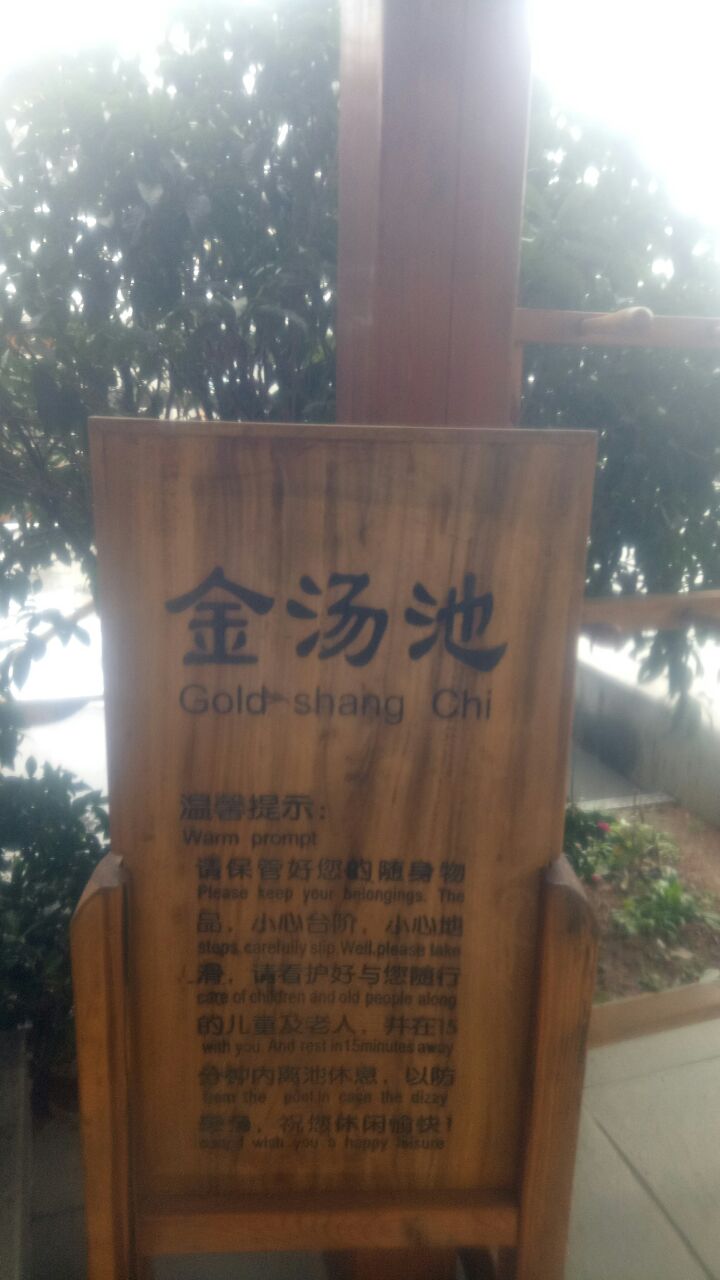 金汤池
Gold shang Chi
温馨提示：
Warm prompt
请保管好您的随身物
Please keep your belongings. The
品，小心台阶，小心地
steps, carefully slip. Well, please take
滑，请看护好与您随行
care of children and old people along
的儿童及老人，并在15
with you. And rest in 15minutes away
分钟内离池休息，以防
from the pool.in case the dizzy
晕，祝您休闲愉快！
wish you a happy leisure